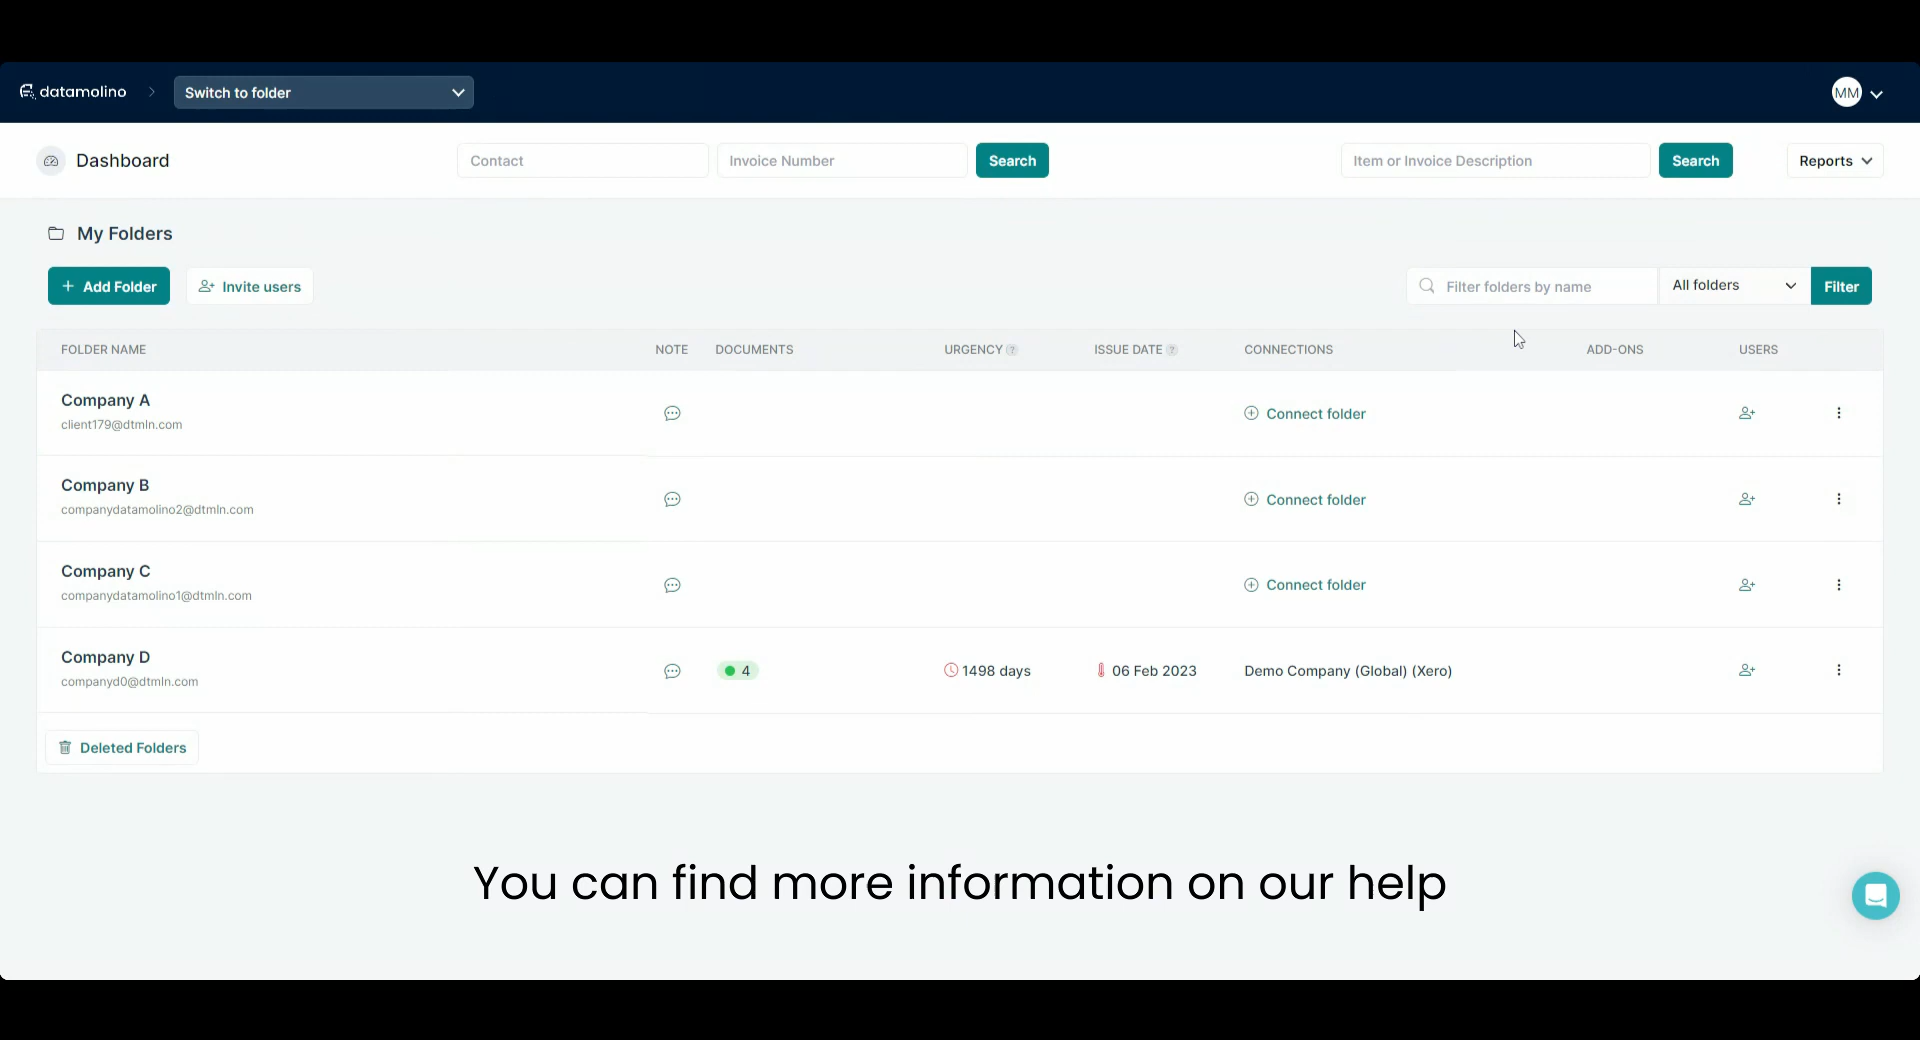 datamolino
Switch to folder
MM
Dashboard
Contact
Invoice Number
Search
Item or Invoice Description
Search
Reports
My Folders
+ Add Folder
Invite users
Filter folders by name
All folders
Filter
FOLDER NAME NOTE DOCUMENTS URGENCY ? ISSUE DATE ? CONNECTIONS ADD-ONS USERS
Company A
client179@dtmln.com
Connect folder
Company B
companydatamolino2@dtmln.com
Connect folder
Company C
companydatamolino1@dtmln.com
Connect folder
Company D
companyd0@dtmln.com
4
1498 days
06 Feb 2023
Demo Company (Global) (Xero)
Deleted Folders
You can find more information on our help